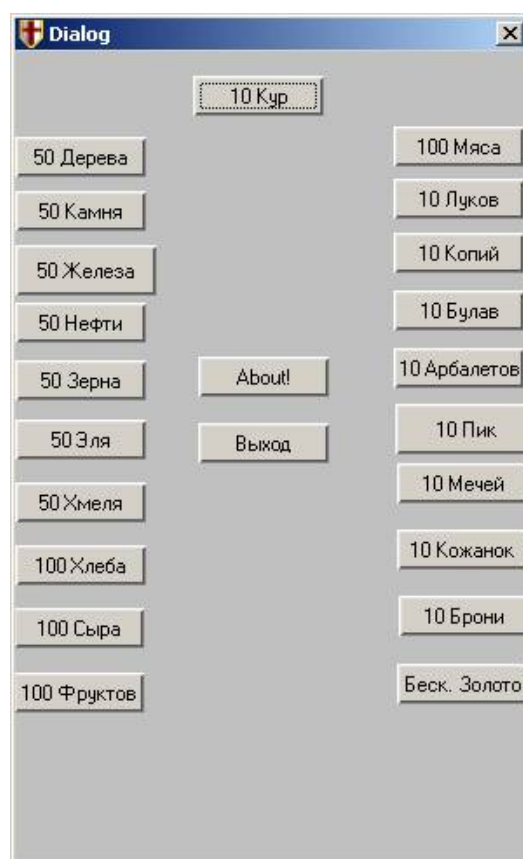 Dialog
10 Кур
50 Дерева
50 Камня
50 Железа
50 Нефти
50 Зерна
50 Эля
50 Хмеля
100 Хлеба
100 Сыра
100 Фруктов
About!
Выход
100 Мяса
10 Луков
10 Копий
10 Булав
10 Арбалетов
10 Пик
10 Мечей
10 Кожанок
10 Брони
Беск. Золото